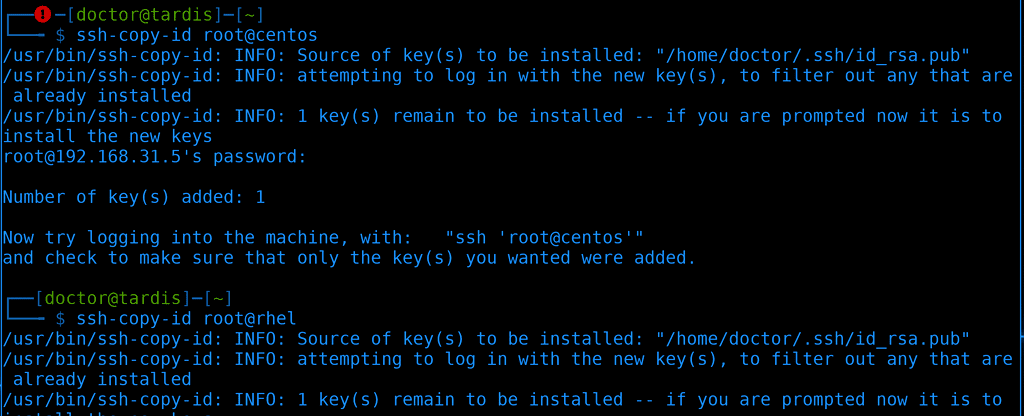 [doctor@tardis]─[~]
$ ssh-copy-id root@centos
/usr/bin/ssh-copy-id: INFO: Source of key(s) to be installed: "/home/doctor/.ssh/id_rsa.pub"
/usr/bin/ssh-copy-id: INFO: attempting to log in with the new key(s), to filter out any that are
already installed
/usr/bin/ssh-copy-id: INFO: 1 key(s) remain to be installed -- if you are prompted now it is to
install the new keys
root@192.168.31.5's password:
Number of key(s) added: 1
Now try logging into the machine, with:   "ssh 'root@centos'"
and check to make sure that only the key(s) you wanted were added.
[doctor@tardis]─[~]
$ ssh-copy-id root@rhel
/usr/bin/ssh-copy-id: INFO: Source of key(s) to be installed: "/home/doctor/.ssh/id_rsa.pub"
/usr/bin/ssh-copy-id: INFO: attempting to log in with the new key(s), to filter out any that are
already installed
/usr/bin/ssh-copy-id: INFO: 1 key(s) remain to be installed -- if you are prompted now it is to